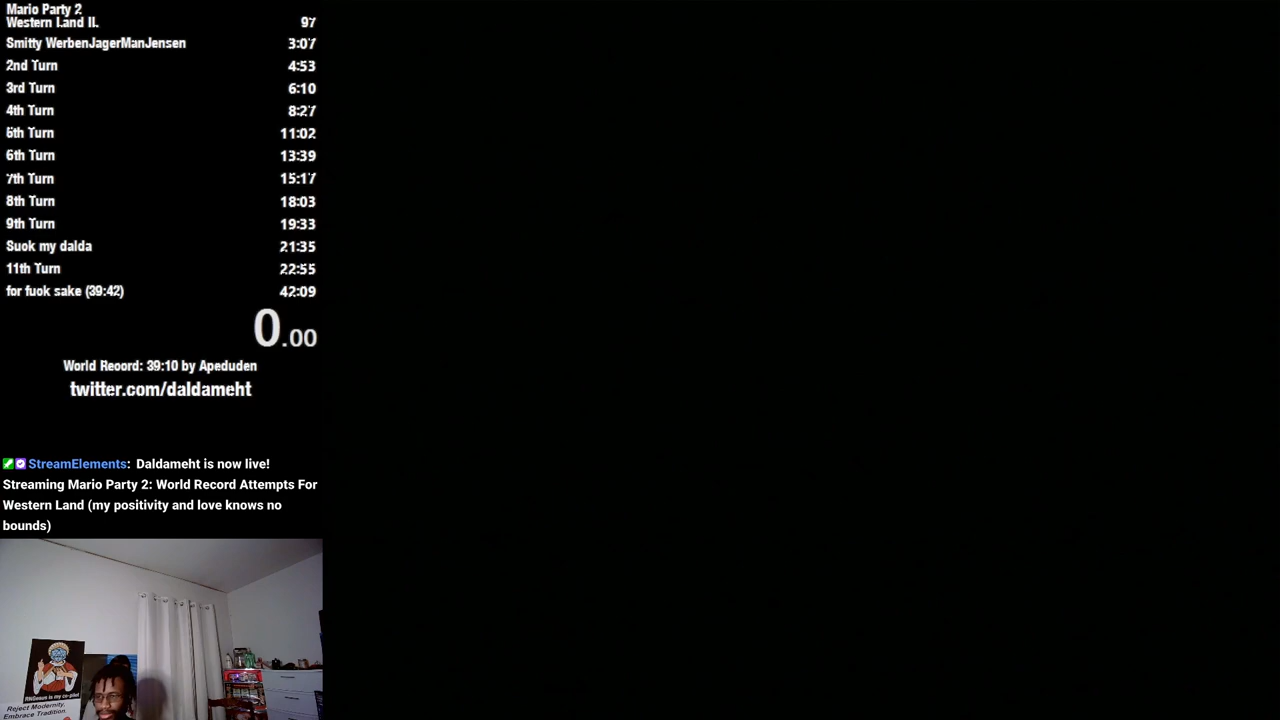 Mario Party 2
Western Land II. 97
Smitty WerbenJagerManJensen 3:07
2nd Turn 4:53
3rd Turn 6:10
4th Turn 8:27
5th Turn 11:02
6th Turn 13:39
7th Turn 15:17
8th Turn 18:03
9th Turn 19:33
Suck my dalda 21:35
11th Turn 22:55
for fuck sake (39:42) 42:09
0.00
World Record: 39:10 by Apeduden
twitter.com/daldameht
StreamElements: Daldameht is now live!
Streaming Mario Party 2: World Record Attempts For
Western Land (my positivity and love knows no
bounds)
RNGesus is my co-pilot
Reject Modernity,
Embrace Tradition.